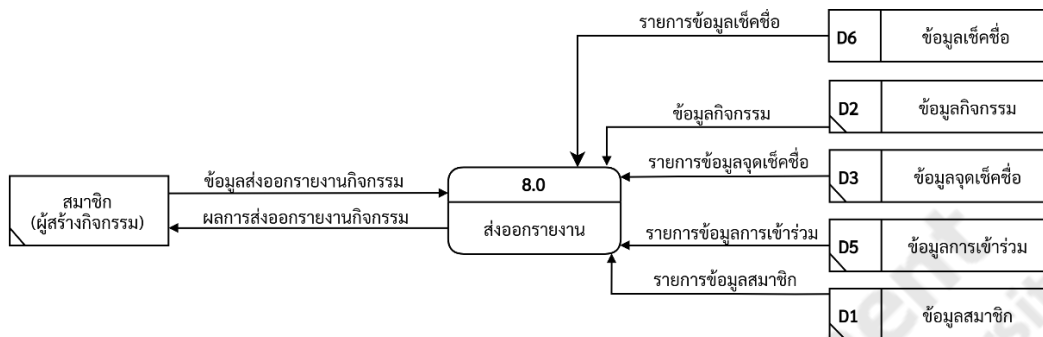 รายการข้อมูลเช็คชื่อ
D6 ข้อมูลเช็คชื่อ
ข้อมูลกิจกรรม
D2 ข้อมูลกิจกรรม
รายการข้อมูลจุดเช็คชื่อ
D3 ข้อมูลจุดเช็คชื่อ
สมาชิก
(ผู้สร้างกิจกรรม)
ข้อมูลส่งออกรายงานกิจกรรม
ผลการส่งออกรายงานกิจกรรม
8.0
ส่งออกรายงาน
รายการข้อมูลการเข้าร่วม
D5 ข้อมูลการเข้าร่วม
รายการข้อมูลสมาชิก
D1 ข้อมูลสมาชิก